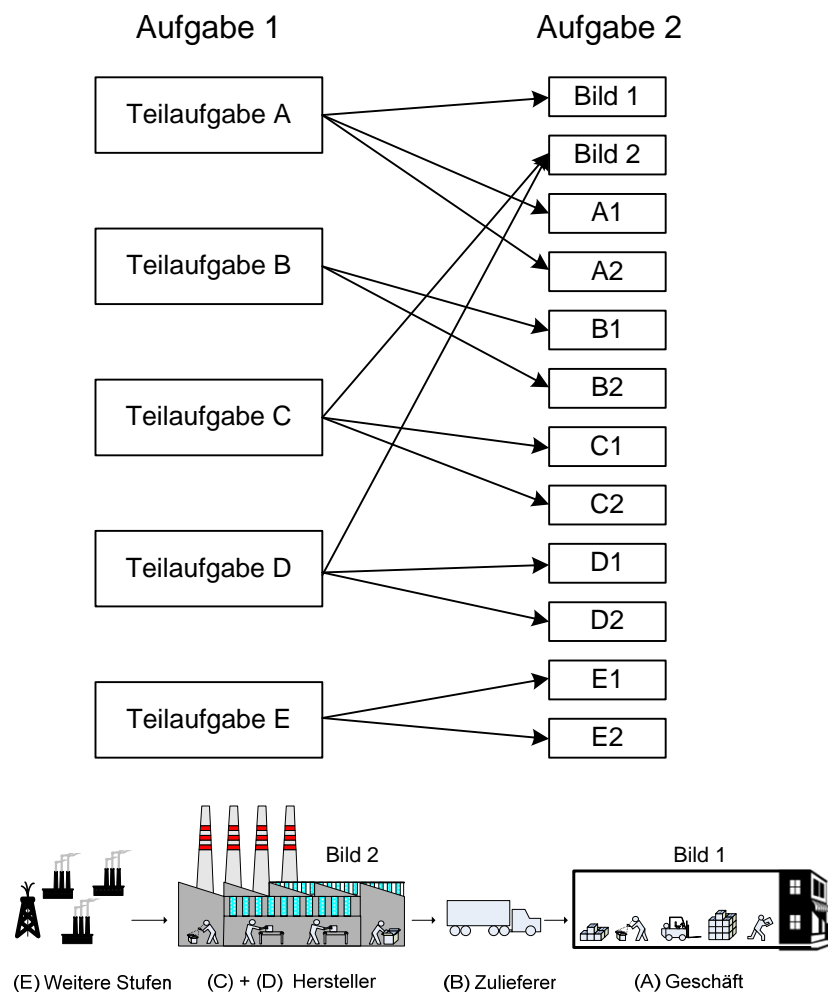 Aufgabe 1
Aufgabe 2
Teilaufgabe A
Teilaufgabe B
Teilaufgabe C
Teilaufgabe D
Teilaufgabe E
Bild 1
Bild 2
A1
A2
B1
B2
C1
C2
D1
D2
E1
E2
Bild 2
Bild 1
(E) Weitere Stufen
(C) + (D) Hersteller
(B) Zulieferer
(A) Geschäft